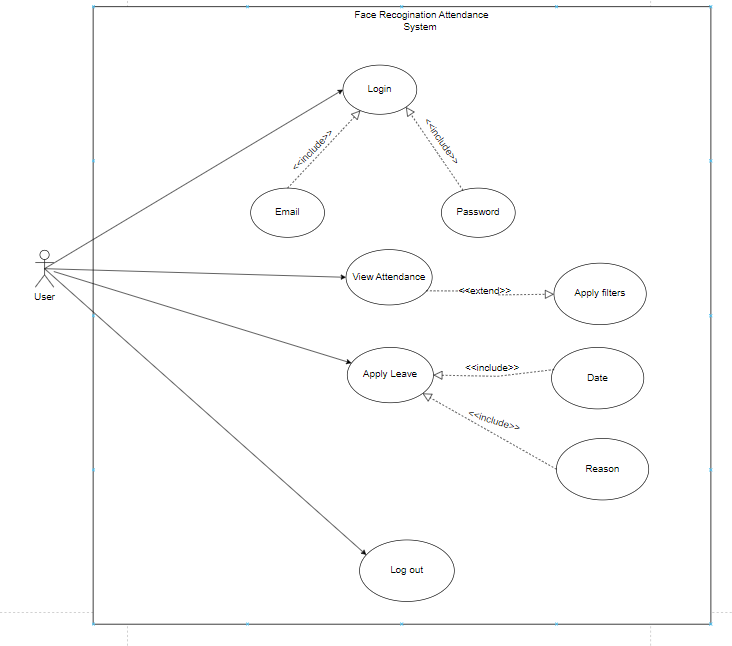 Face Recogination Attendance
System
Login
<<include>>
<<include>>
Email
Password
View Attendance
<<extend>>
Apply filters
User
Apply Leave
<<include>>
Date
<<include>>
Reason
Log out